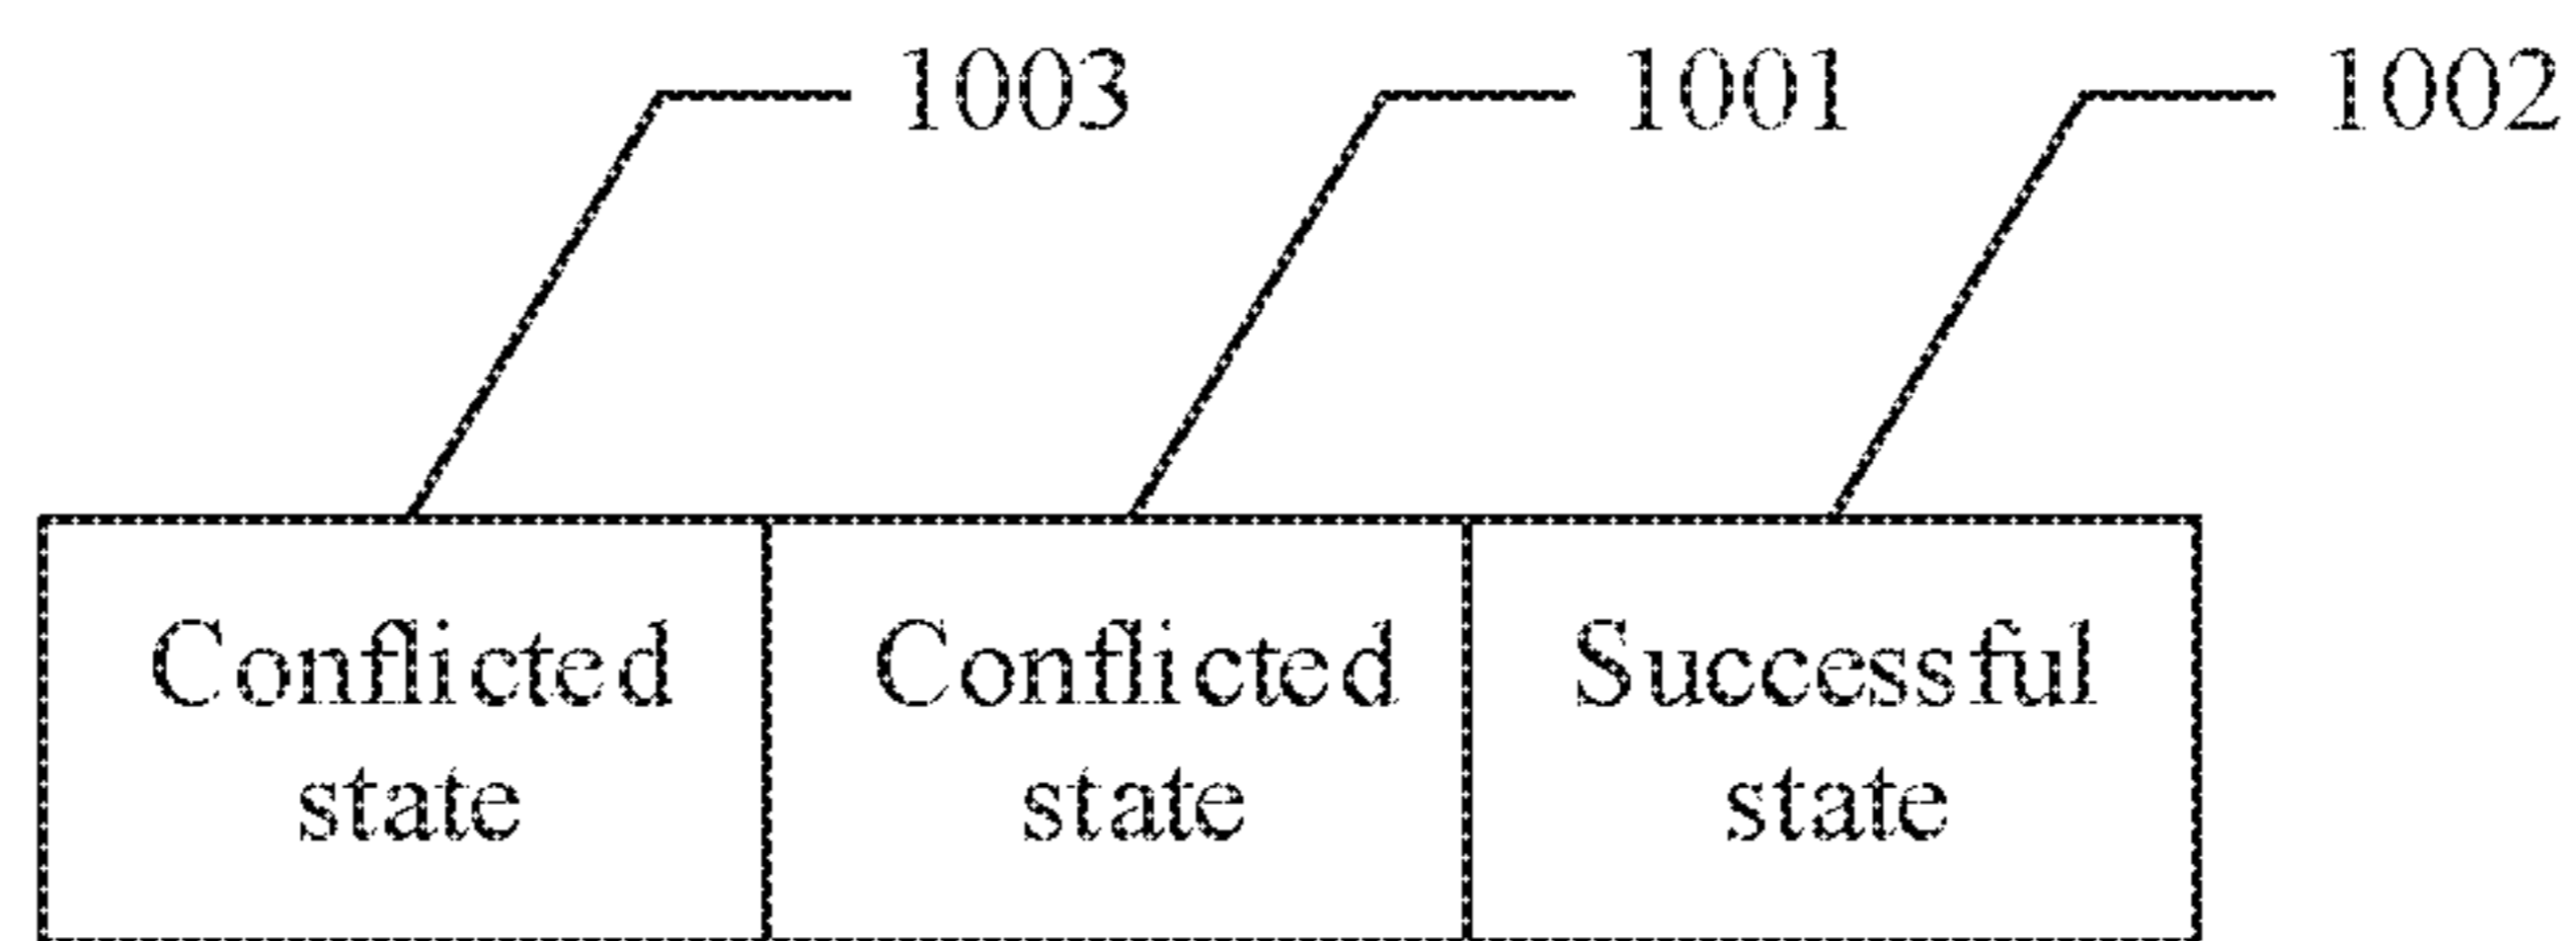 1003
1001
1002
Conflicted
state
Conflicted
state
Successful
state